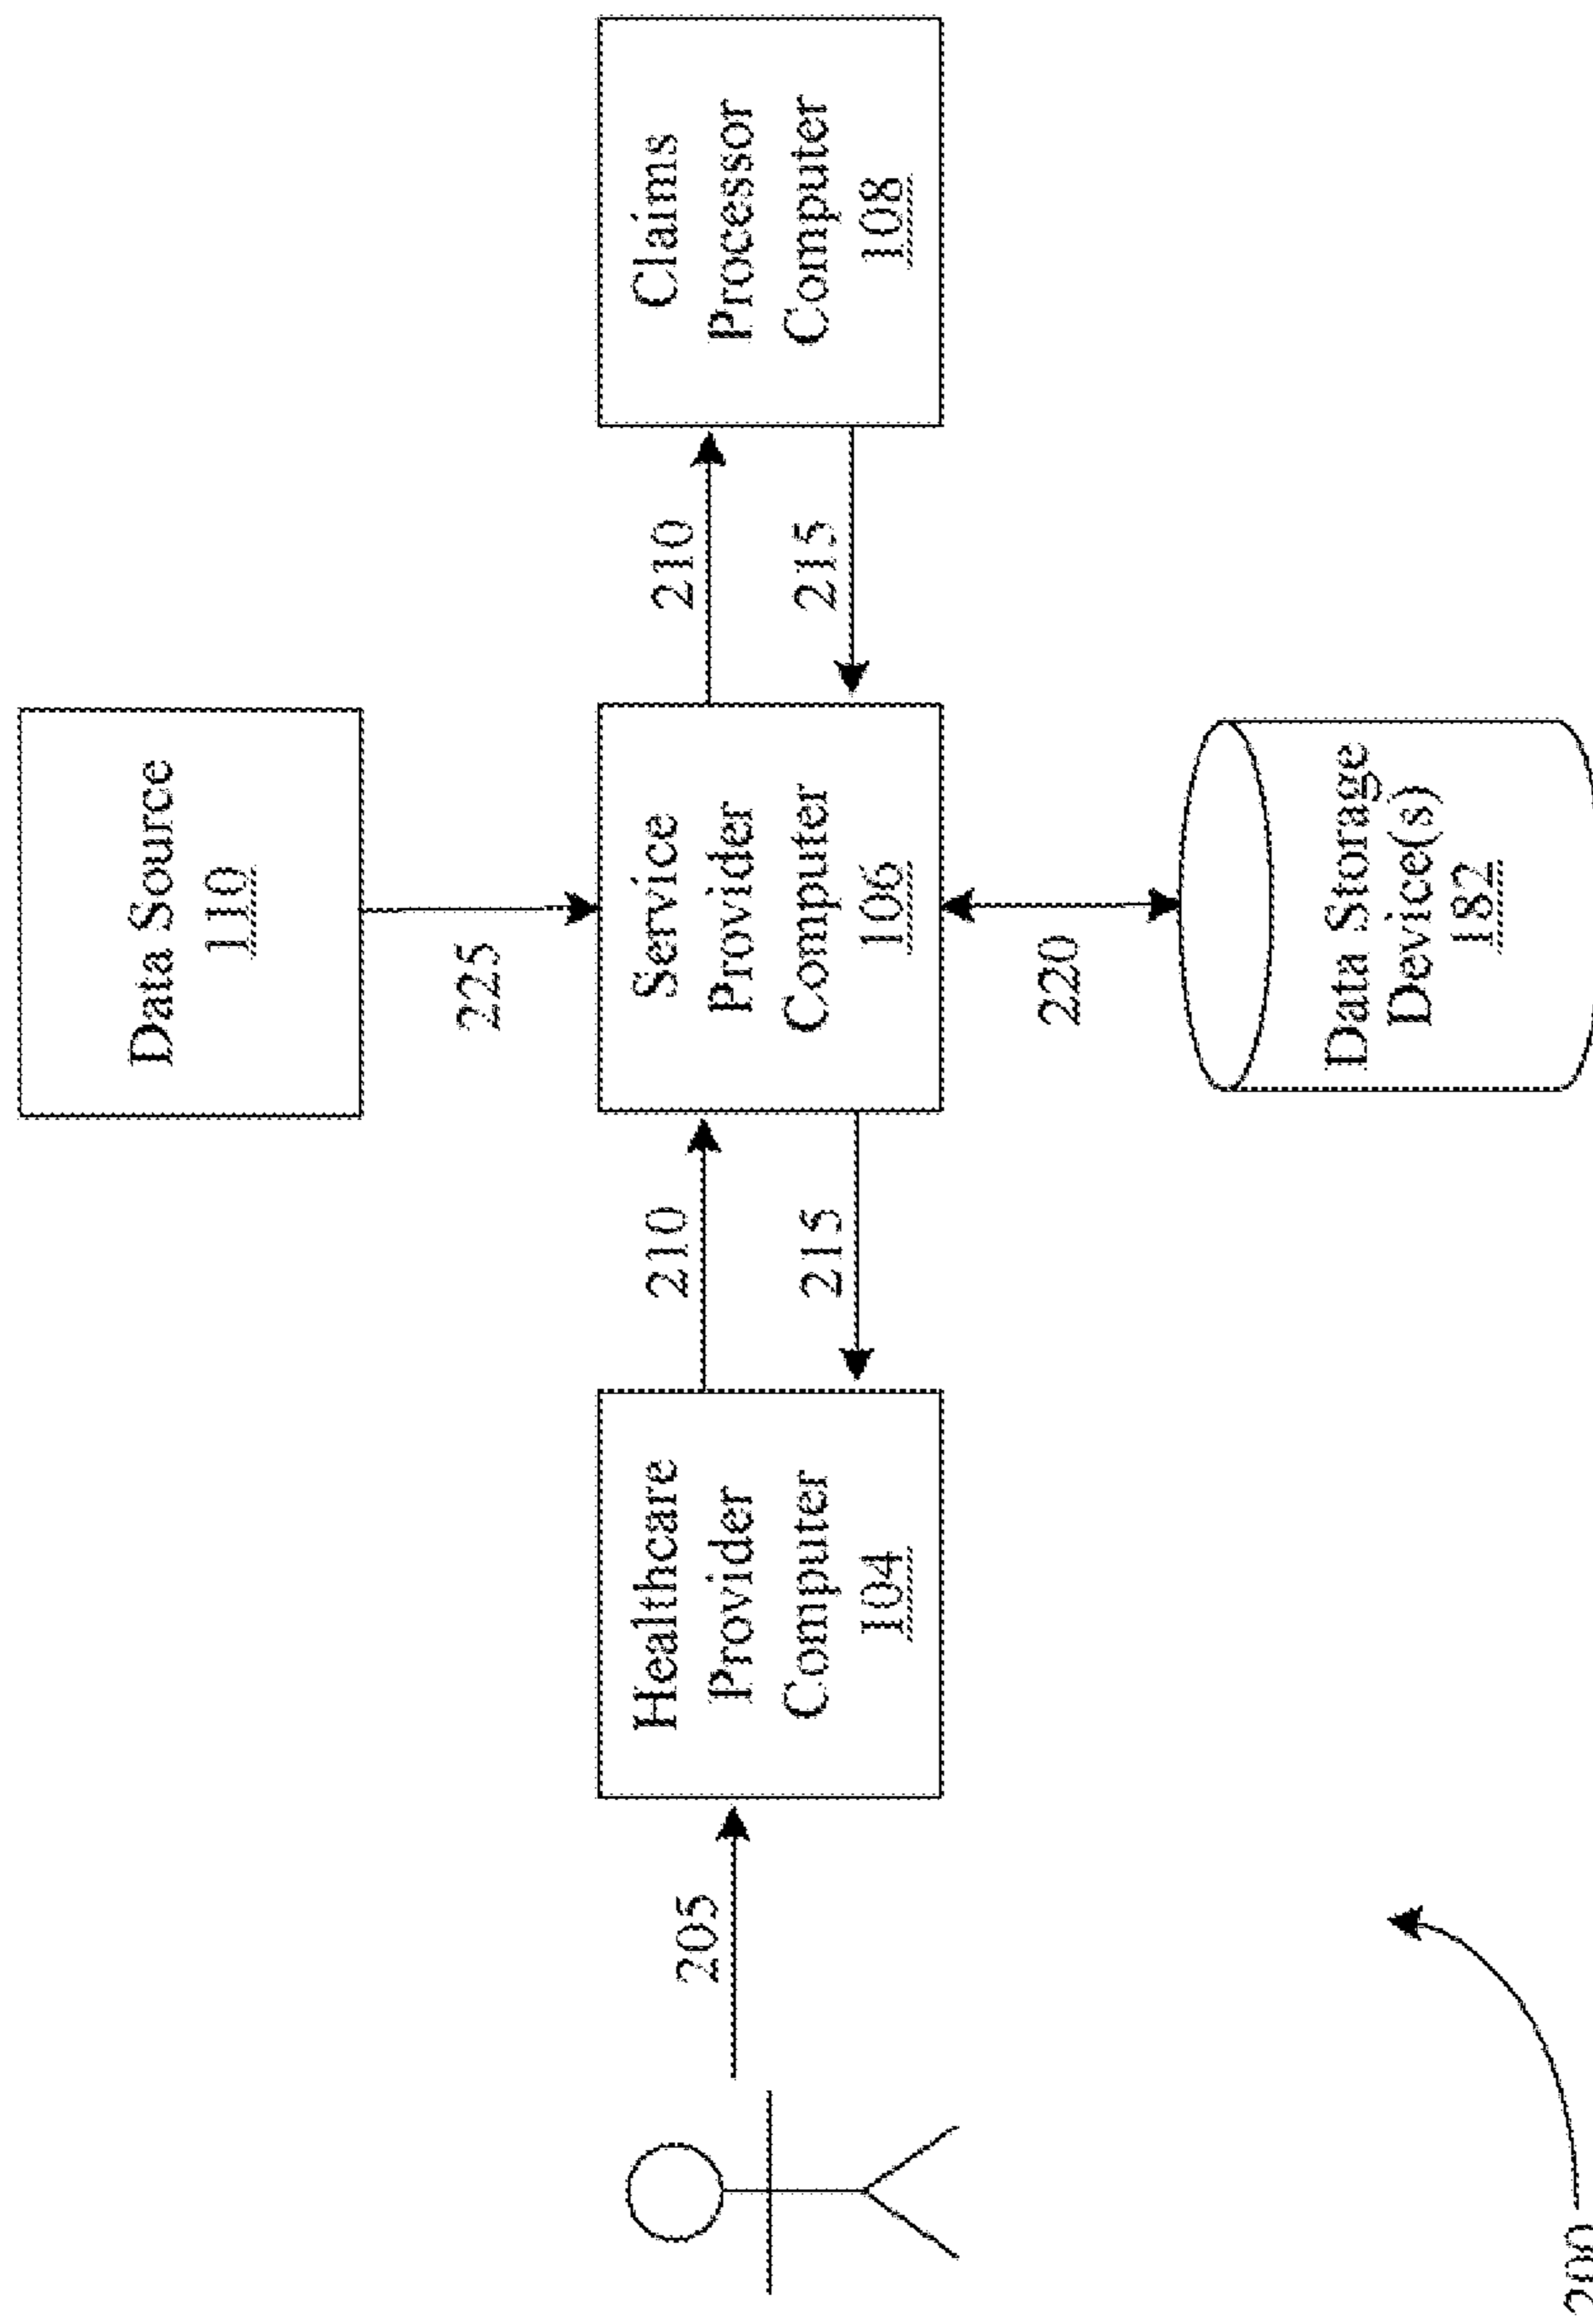 Data Source
110
225
205
Healthcare
Provider
Computer
104
210
215
Service
Provider
Computer
106
210
215
Claims
Processor
Computer
108
220
Data Storage
Device(s)
182
200